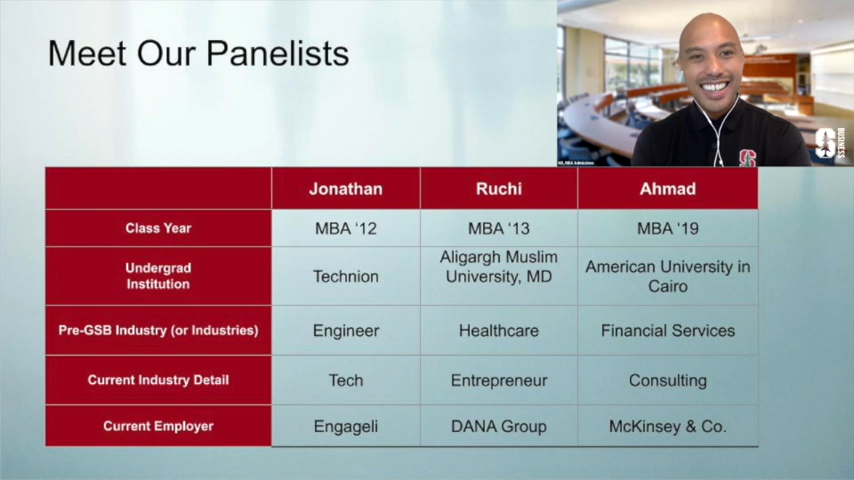 Meet Our Panelists
MBA Admissions
S
BUSINESS
Jonathan Ruchi Ahmad
Class Year MBA ‘12 MBA ‘13 MBA ‘19
Undergrad
Institution
Technion
Aligargh Muslim
University, MD
American University in
Cairo
Pre-GSB Industry (or Industries) Engineer Healthcare Financial Services
Current Industry Detail Tech Entrepreneur Consulting
Current Employer Engageli DANA Group McKinsey & Co.